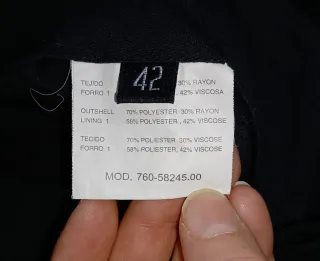 42
TEJIDO 30% RAYON
FORRO 1 , 42% VISCOSA
OUTSHELL 70% POLYESTER, 30% RAYON
LINING 1 58% POLYESTER, 42% VISCOSE
TECIDO 70% POLIESTER, 30% VISCOSE
FORRO 1 58% POLIESTER, 42% VISCOSE
MOD. 760-58245.00